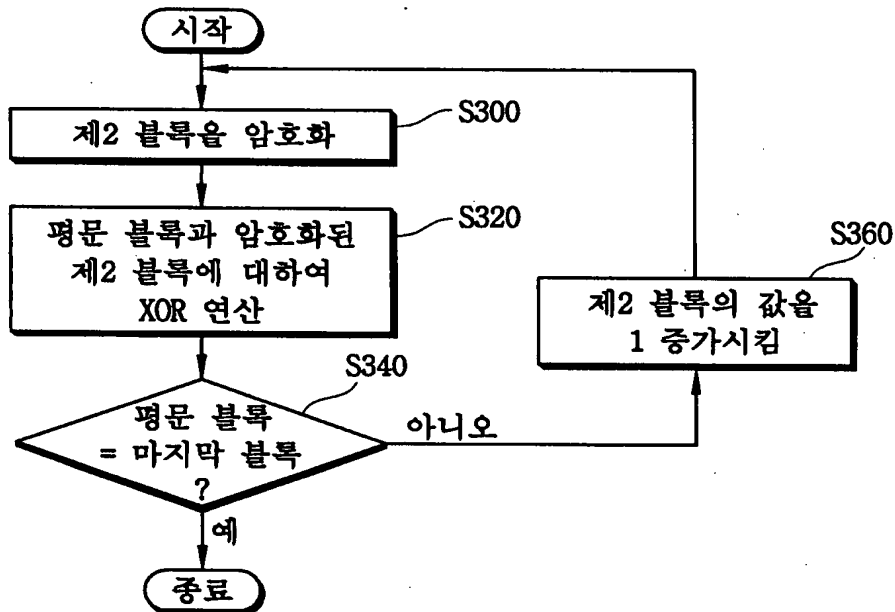 시작
제2 블록을 암호화
S300
평문 블록과 암호화된
제2 블록에 대하여
XOR 연산
S320
S360
제2 블록의 값을
1 증가시킴
S340
평문 블록
= 마지막 블록
?
아니오
예
종료